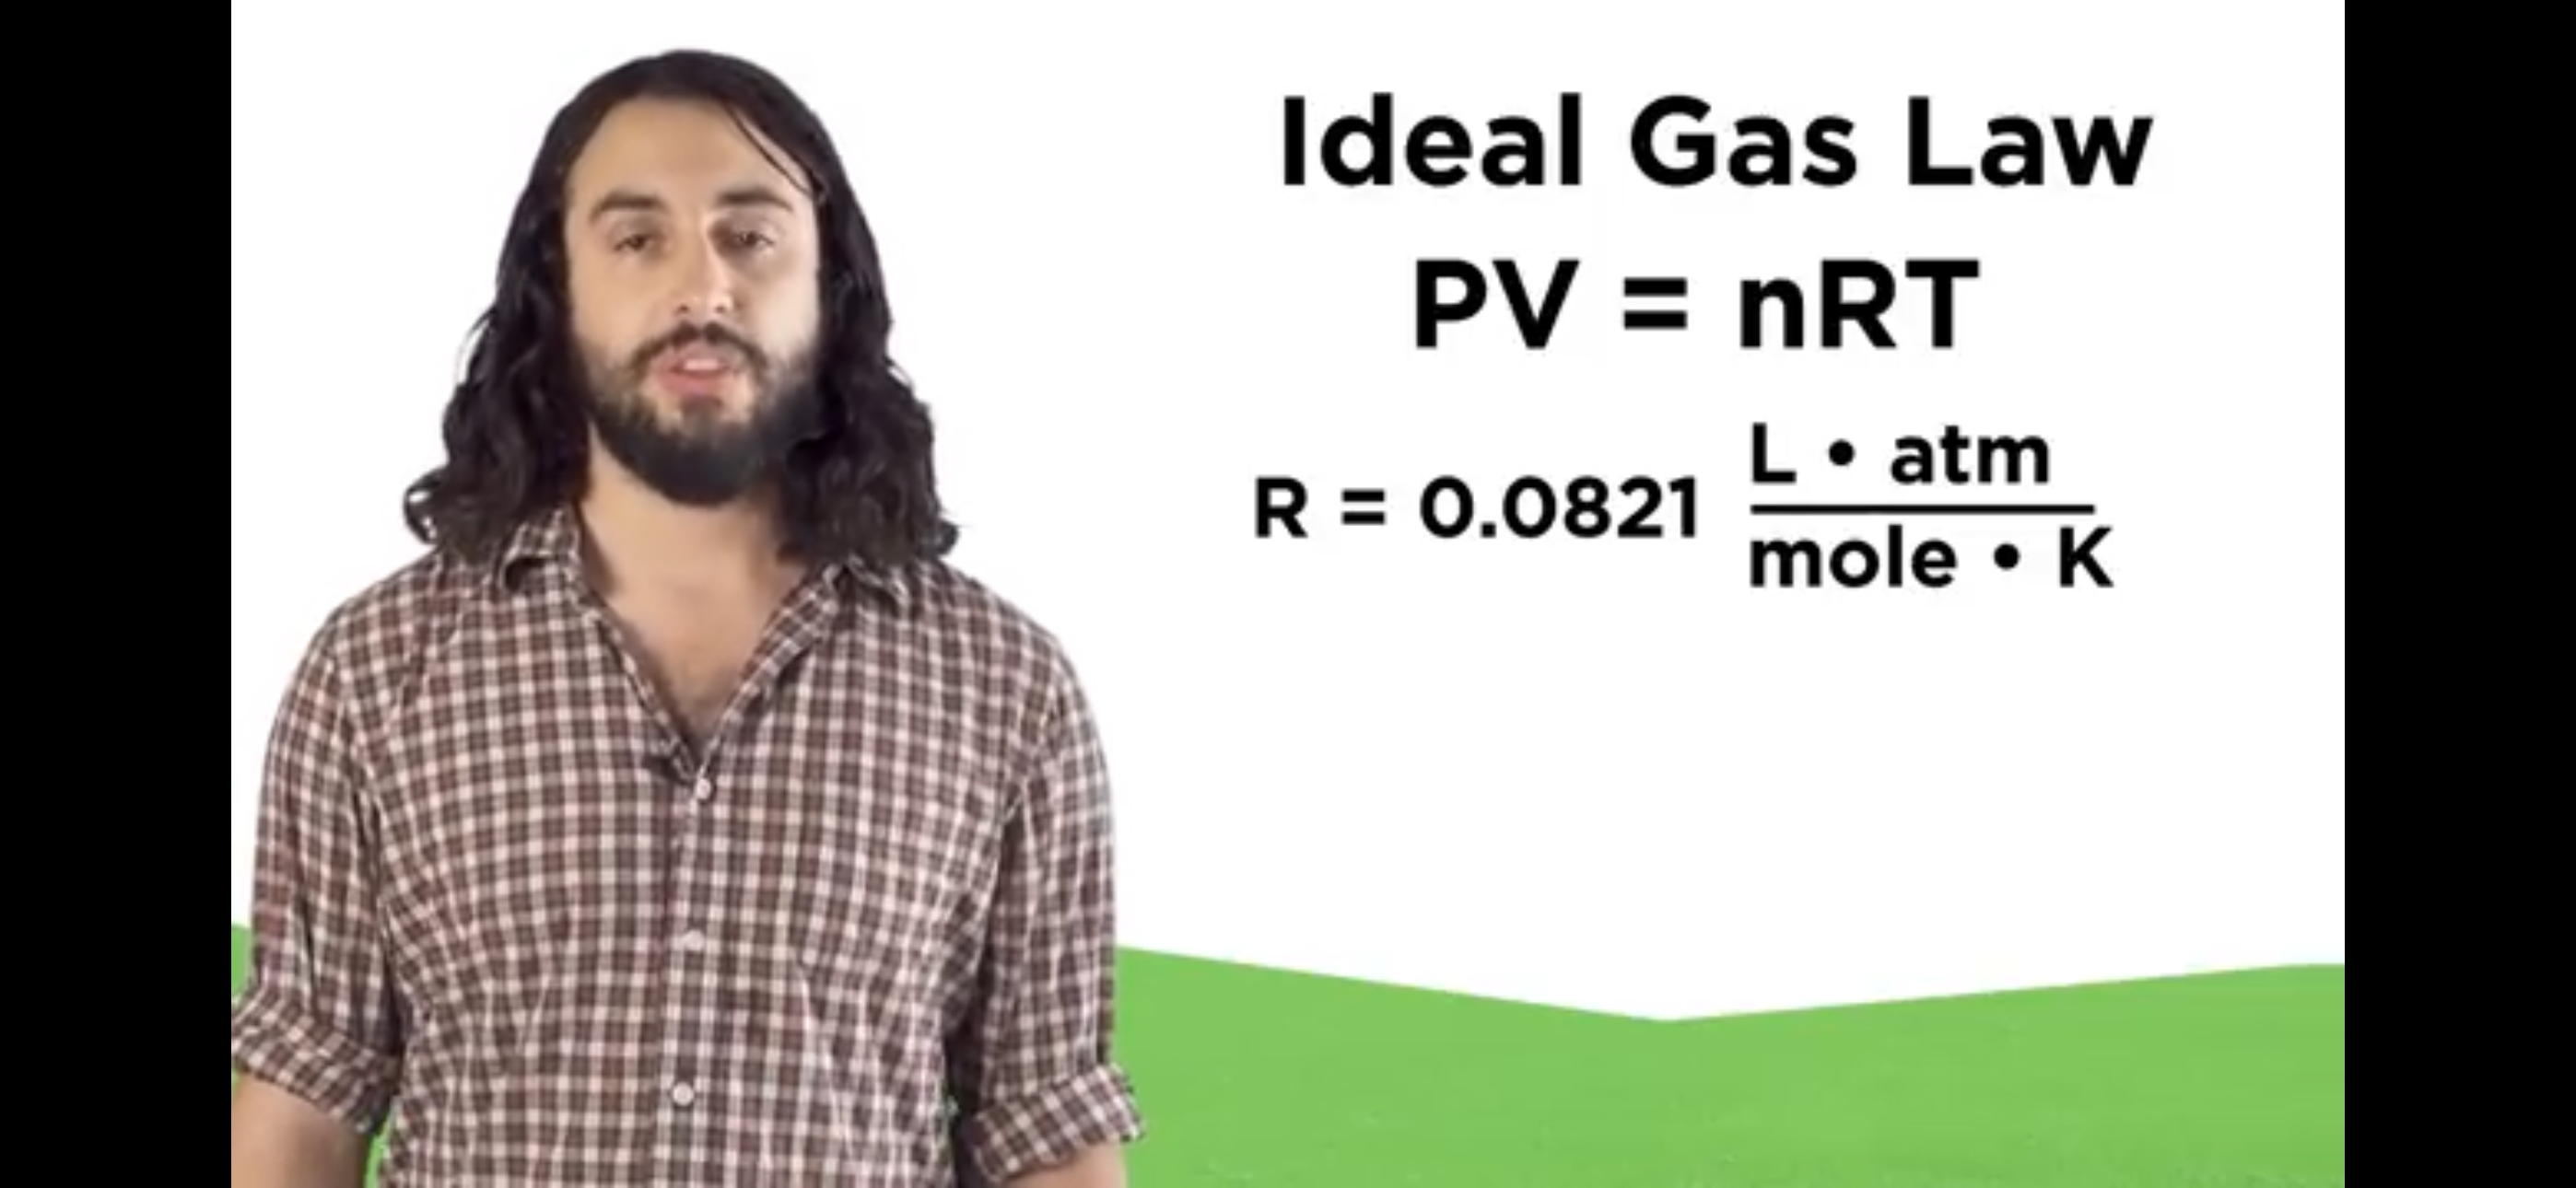 Ideal Gas Law
PV = nRT
R = 0.0821 L • atm
mole • K